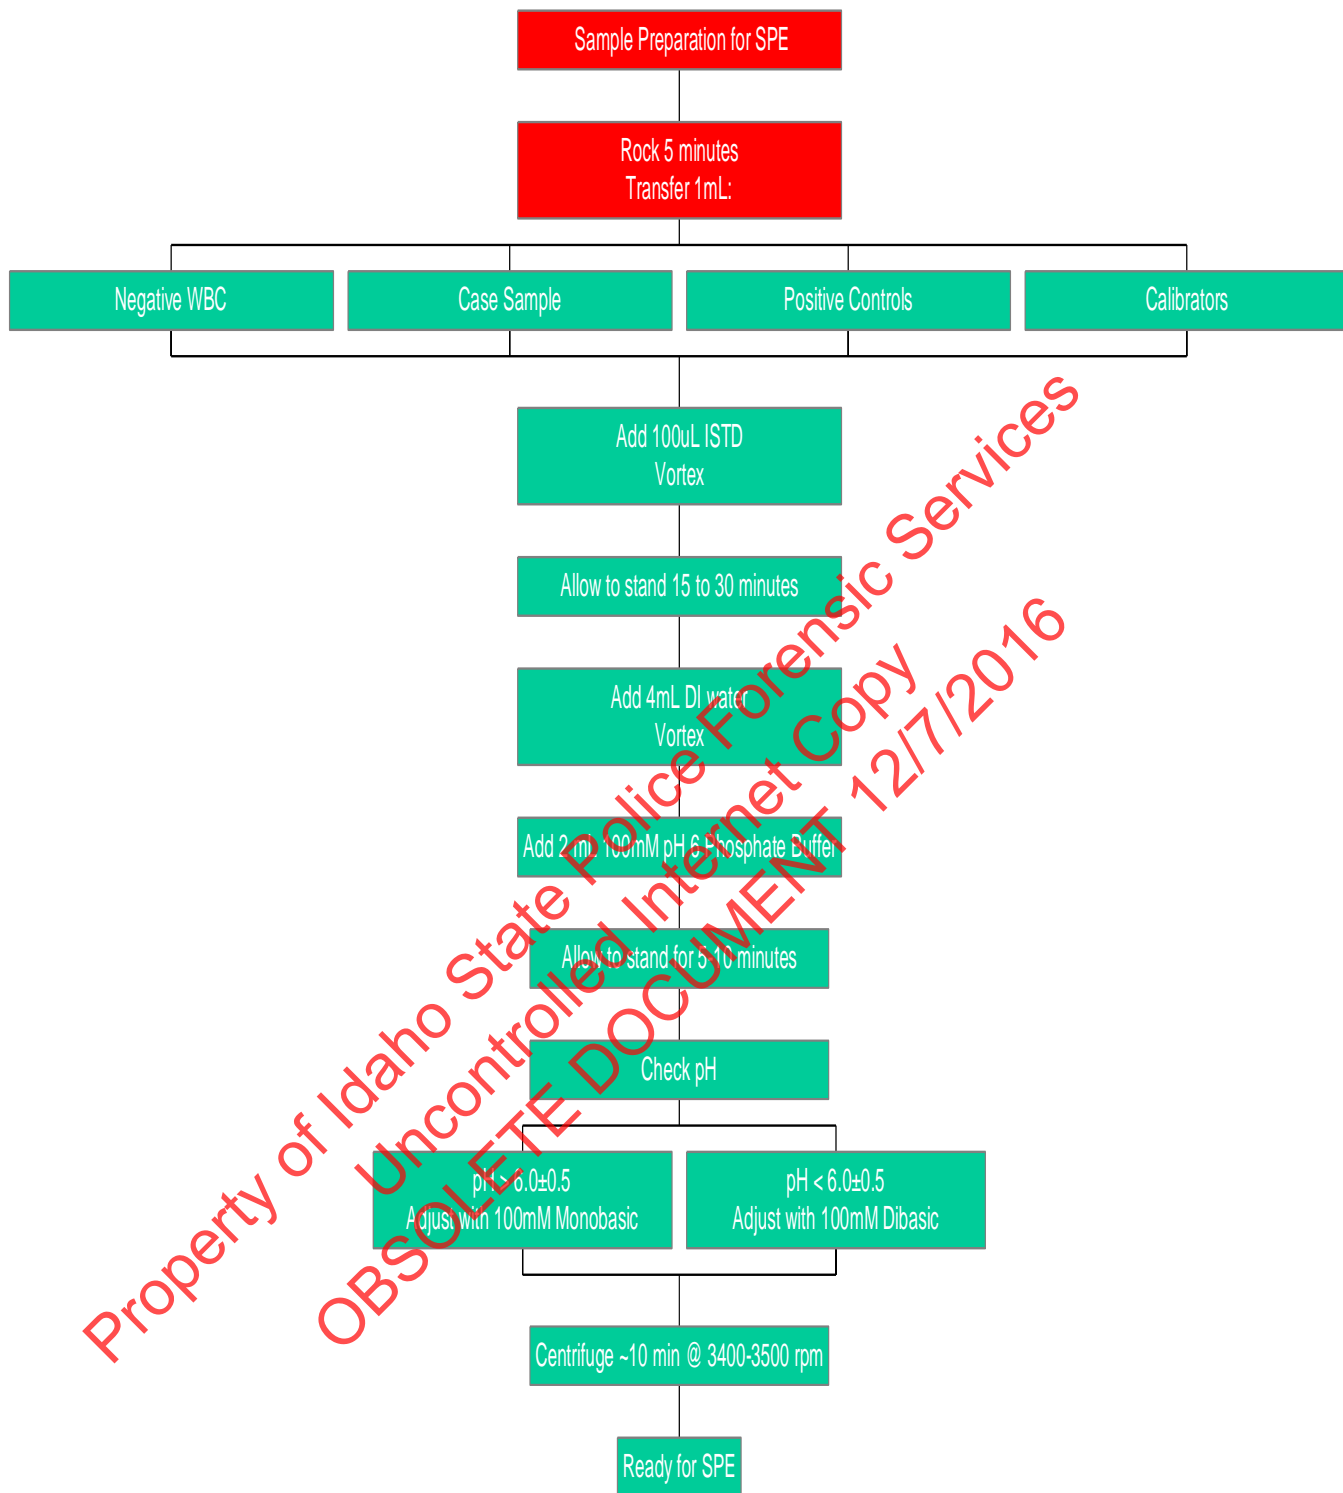 Sample Preparation for SPE
Rock 5 minutes
Transfer 1mL:
Negative WBC
Case Sample
Positive Controls
Calibrators
Add 100uL ISTD
Vortex
Allow to stand 15 to 30 minutes
Add 4mL DI water
Vortex
Add 2 mL 100mM pH 6 Phosphate Buffer
Allow to stand for 5-10 minutes
Check pH
pH > 6.0±0.5
Adjust with 100mM Monobasic
pH < 6.0±0.5
Adjust with 100mM Dibasic
Centrifuge ~10 min @ 3400-3500 rpm
Ready for SPE
Property of Idaho State Police Forensic Services
Uncontrolled Internet Copy
OBSOLETE DOCUMENT 12/7/2016